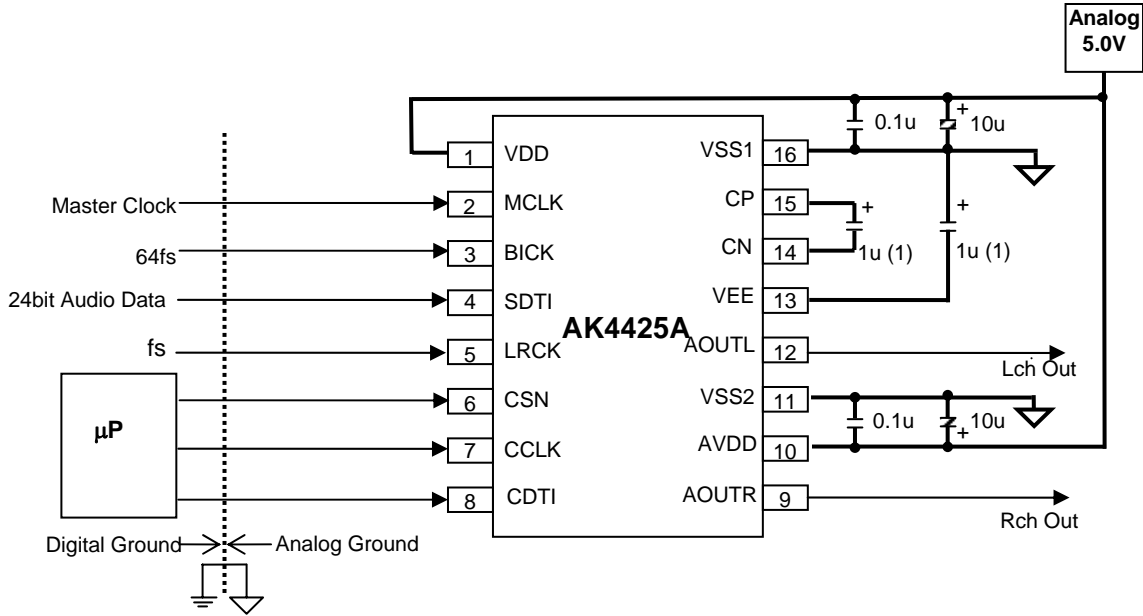 Analog
5.0V
+
0.1u
10u
1
VDD
VSS1
16
Master Clock
2
MCLK
CP
15
+
+
64fs
3
BICK
CN
14
1u (1)
1u (1)
24bit Audio Data
4
SDTI
VEE
13
AK4425A
fs
5
LRCK
AOUTL
12
Lch Out
μP
6
CSN
VSS2
11
0.1u
10u
+
7
CCLK
AVDD
10
8
CDTI
AOUTR
9
Rch Out
Digital Ground
Analog Ground